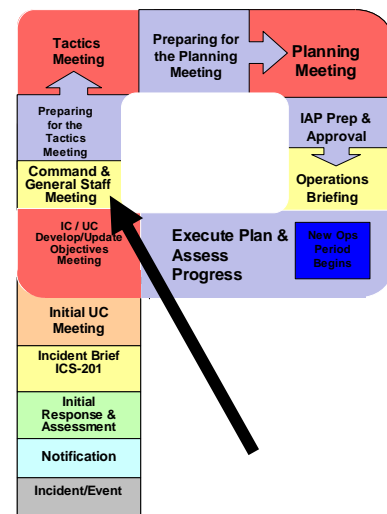 Tactics
Meeting
Preparing for
the Planning
Meeting
Planning
Meeting
Preparing
for the
Tactics
Meeting
IAP Prep &
Approval
Command &
General Staff
Meeting
Operations
Briefing
IC / UC
Develop/Update
Objectives
Meeting
Execute Plan &
Assess
Progress
New Ops
Period
Begins
Initial UC
Meeting
Incident Brief
ICS-201
Initial
Response &
Assessment
Notification
Incident/Event